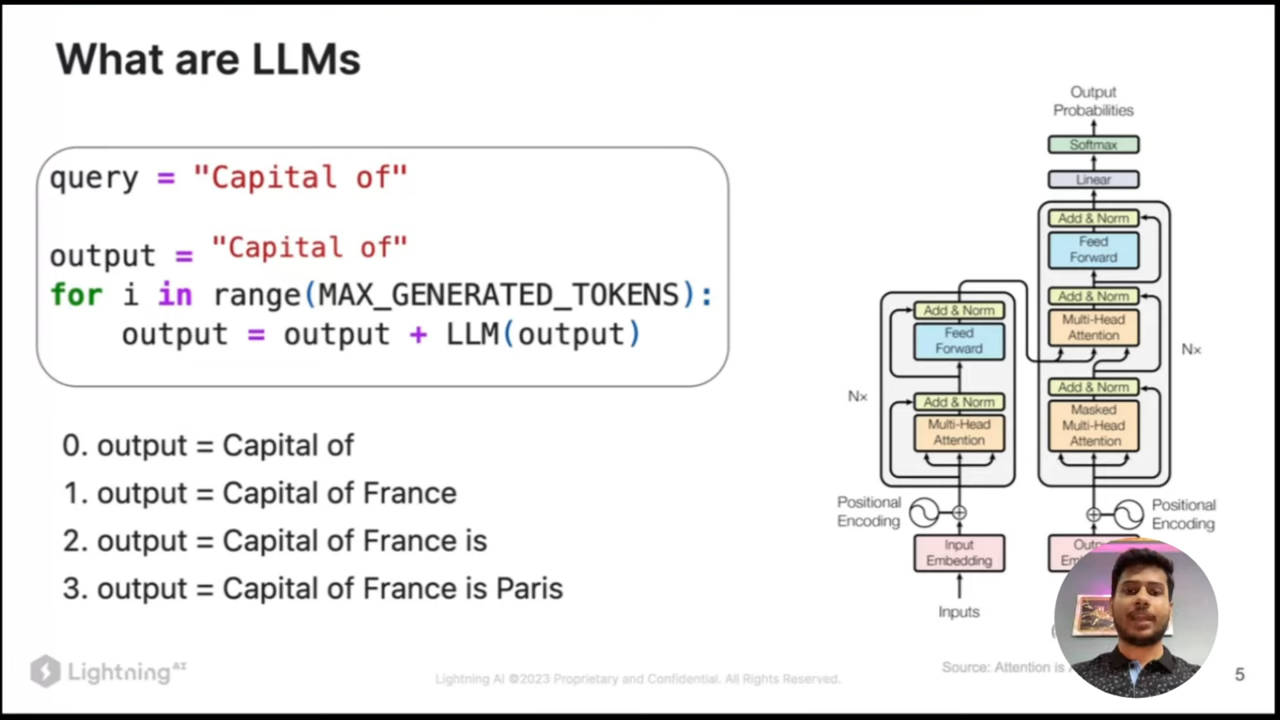 What are LLMs
query = "Capital of"
output = "Capital of"
for i in range(MAX_GENERATED_TOKENS):
output = output + LLM(output)
0. output = Capital of
1. output = Capital of France
2. output = Capital of France is
3. output = Capital of France is Paris
Output
Probabilities
Softmax
Linear
Add & Norm
Feed
Forward
Add & Norm
Multi-Head
Attention
Nx
Add & Norm
Masked
Multi-Head
Attention
Positional
Encoding
Add & Norm
Feed
Forward
Nx
Add & Norm
Multi-Head
Attention
Positional
Encoding
Input
Embedding
Inputs
Source: Attention is
Lightning AI
Lightning AI ©2023 Proprietary and Confidential. All Rights Reserved.
5